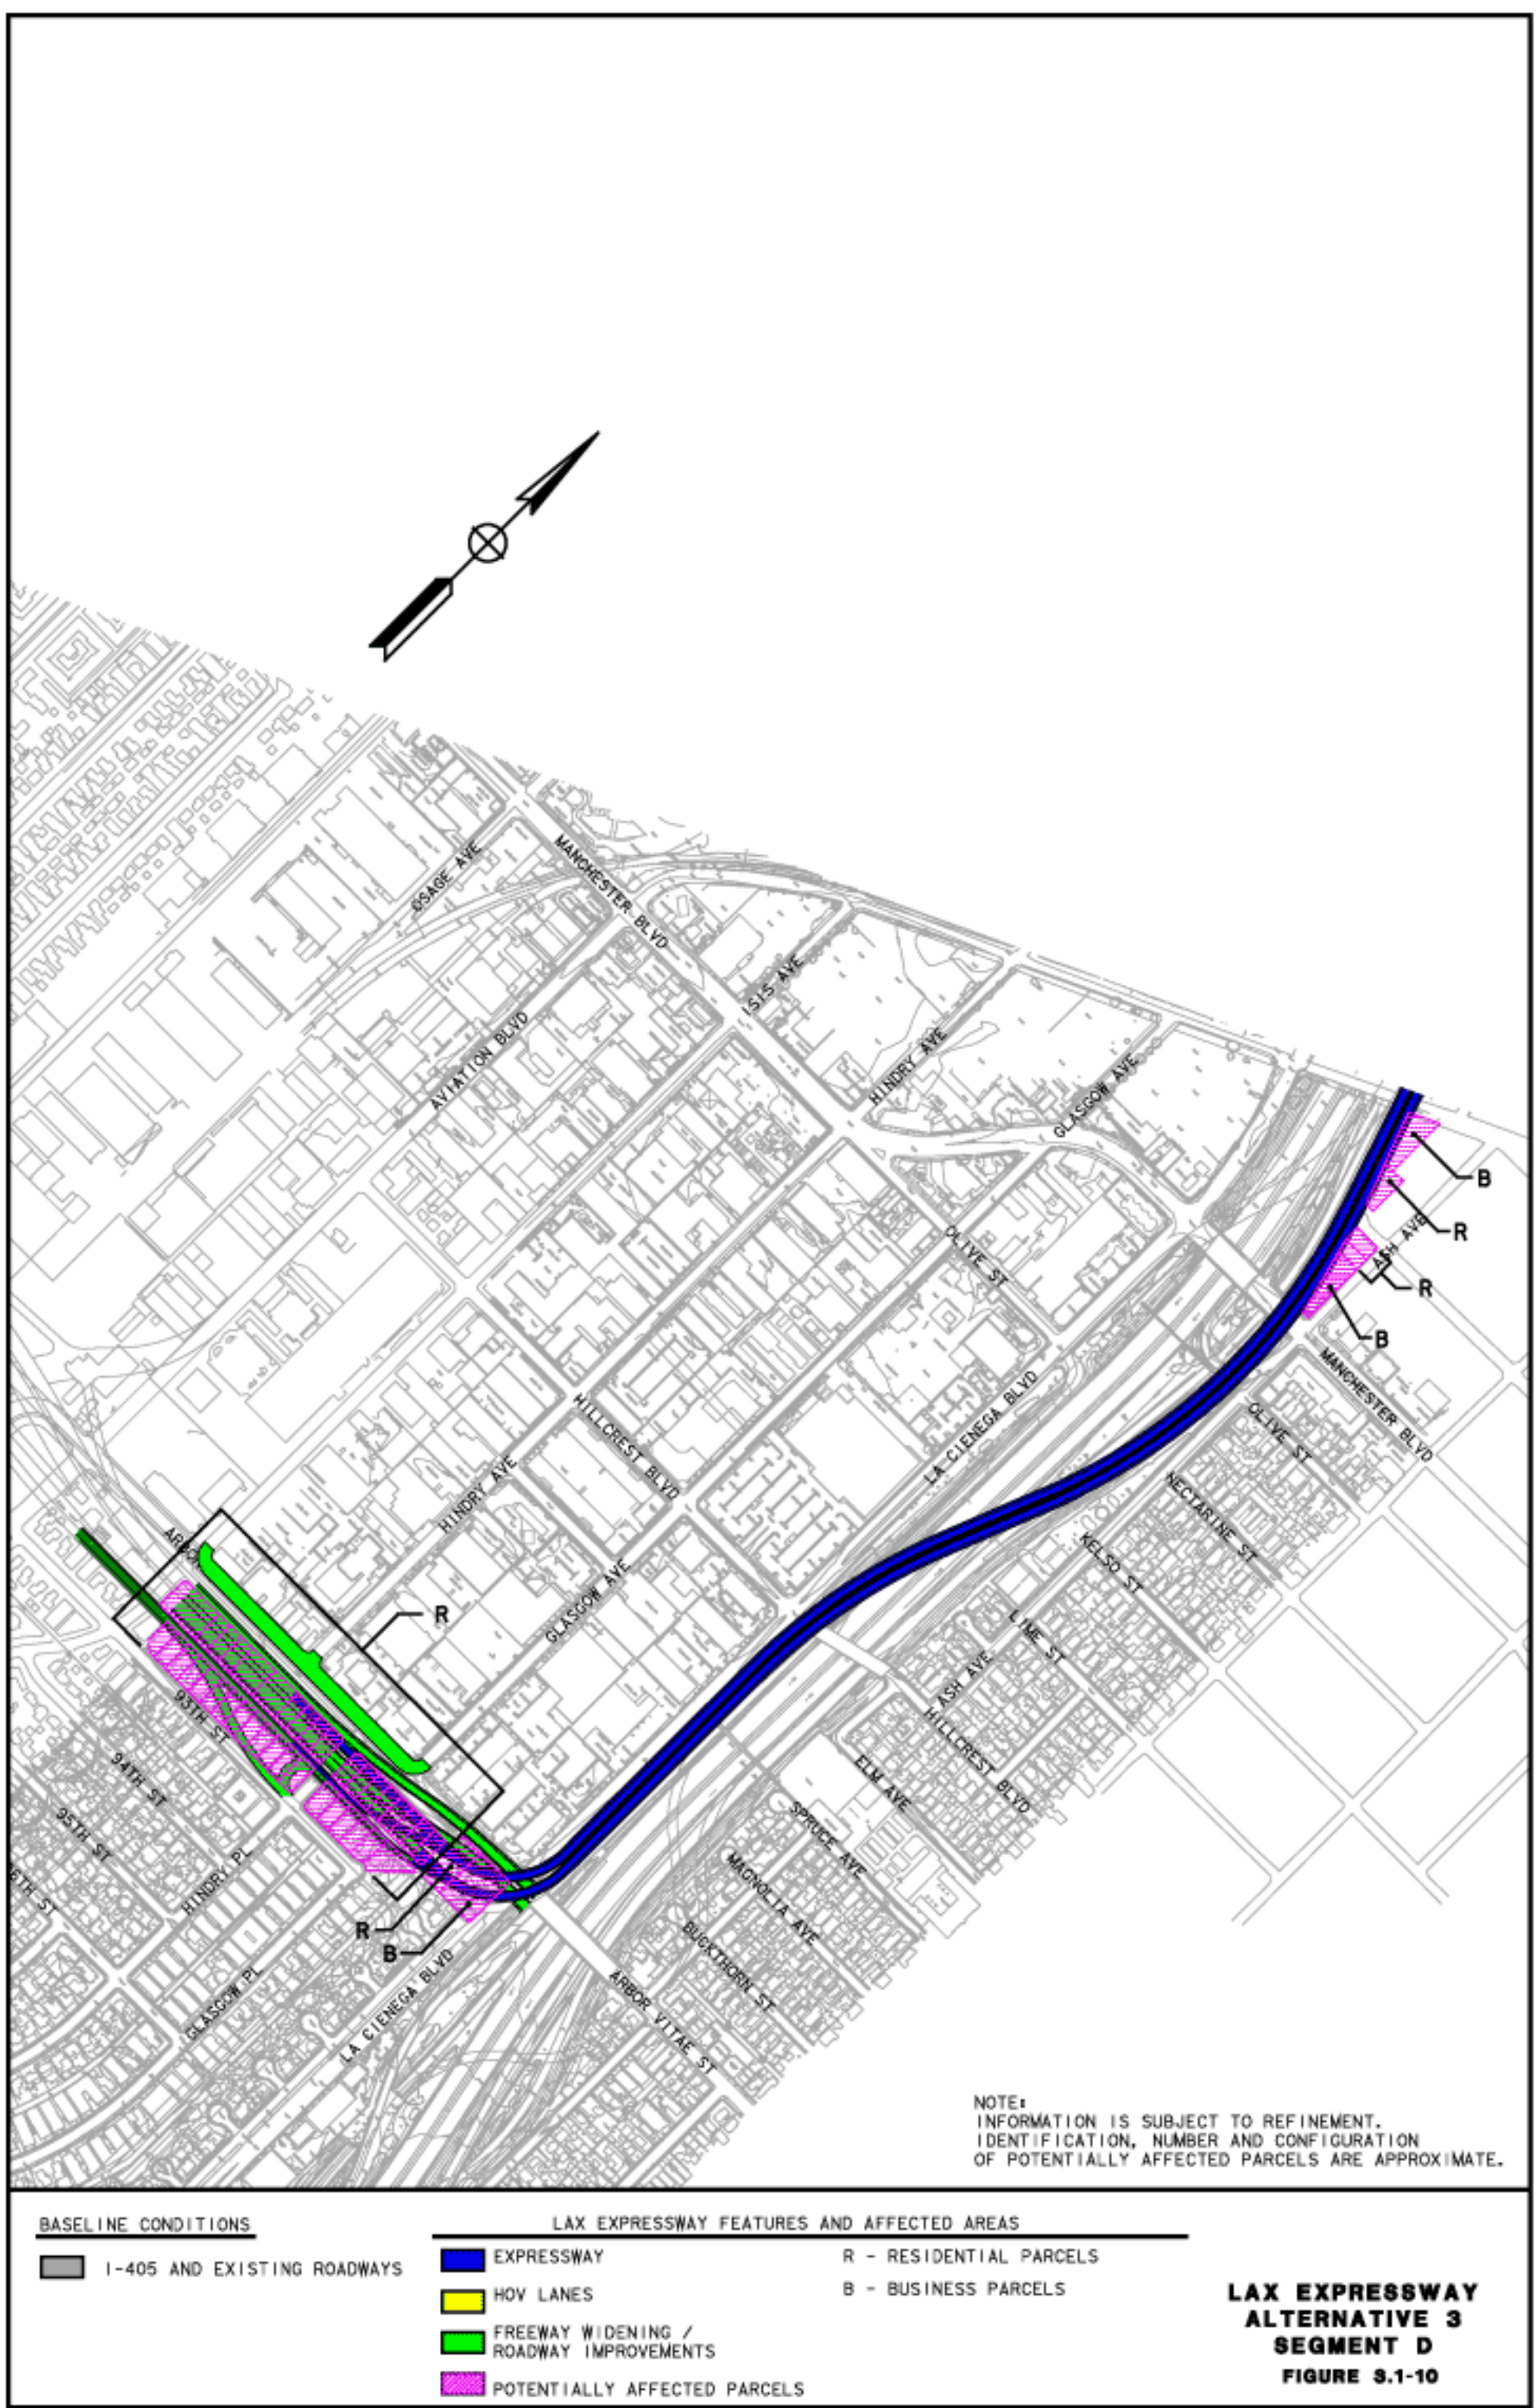 OSAGE AVE
MANCHESTER BLVD
ISIS AVE
AVIATION BLVD
HINDRY AVE
GLASGOW AVE
B
R
ASH AVE
R
B
OLIVE ST
MANCHESTER BLVD
LA CIENEGA BLVD
OLIVE ST
HILLCREST BLVD
NECTARINE ST
HINDRY AVE
KELSO ST
GLASGOW AVE
R
LIME ST
ASH AVE
HILLCREST BLVD
93TH ST
94TH ST
ELM AVE
SPRUCE AVE
95TH ST
HINDRY PL
MAGNOLIA AVE
R
B
BUCKTHORN ST
GLASGOW PL
LA CIENEGA BLVD
ARBOR VITAE ST
NOTE:
INFORMATION IS SUBJECT TO REFINEMENT.
IDENTIFICATION, NUMBER AND CONFIGURATION
OF POTENTIALLY AFFECTED PARCELS ARE APPROXIMATE.
BASELINE CONDITIONS
I-405 AND EXISTING ROADWAYS
LAX EXPRESSWAY FEATURES AND AFFECTED AREAS
EXPRESSWAY
HOV LANES
FREEWAY WIDENING /
ROADWAY IMPROVEMENTS
POTENTIALLY AFFECTED PARCELS
R - RESIDENTIAL PARCELS
B - BUSINESS PARCELS
LAX EXPRESSWAY
ALTERNATIVE 3
SEGMENT D
FIGURE S.1-10